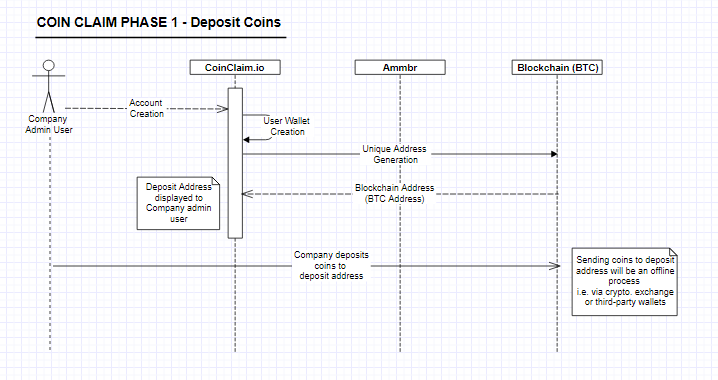 COIN CLAIM PHASE 1 - Deposit Coins
CoinClaim.io
Ammbr
Blockchain (BTC)
Company
Admin User
Account
Creation
User Wallet
Creation
Unique Address
Generation
Deposit Address
displayed to
Company admin
user
Blockchain Address
(BTC Address)
Company deposits
coins to
deposit address
Sending coins to deposit
address will be an offline
process
i.e. via crypto. exchange
or third-party wallets